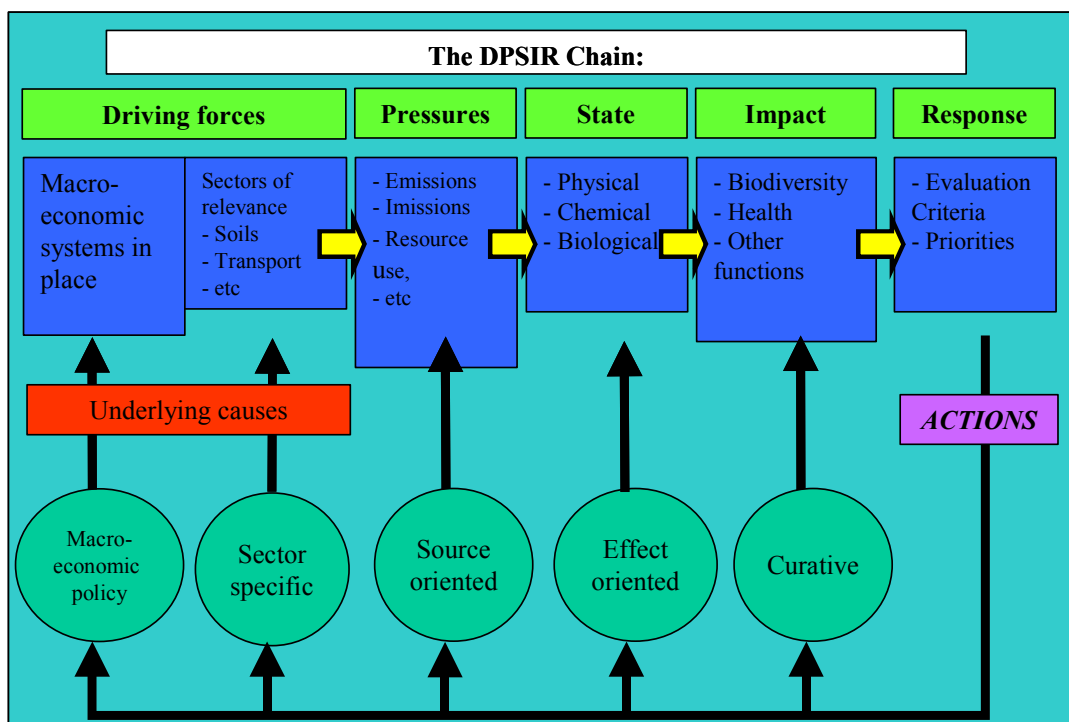 The DPSIR Chain:
Driving forces
Pressures
State
Impact
Response
Macro-
economic
systems in
place
Sectors of
relevance
- Soils
- Transport
- etc
- Emissions
- Imissions
- Resource
use,
- etc
- Physical
- Chemical
- Biological
- Biodiversity
- Health
- Other
functions
- Evaluation
Criteria
- Priorities
Underlying causes
ACTIONS
Macro-
economic
policy
Sector
specific
Source
oriented
Effect
oriented
Curative